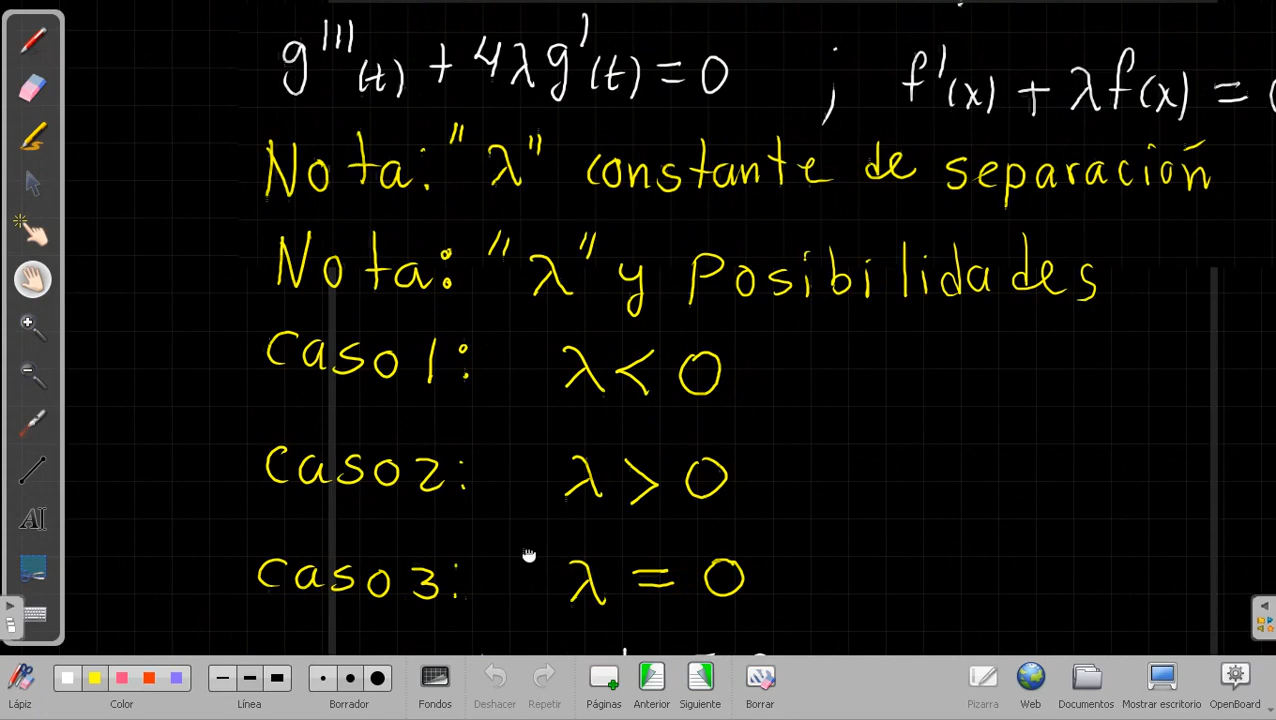 g'''(t) + 4λg'(t) = 0 ; f'(x) + λf(x) =
Nota: "λ" constante de separación
Nota: "λ" y Posibilidades
Caso 1: λ < 0
Caso 2: λ > 0
Caso 3: λ = 0
Lápiz Color Línea Borrador Fondos Deshacer Repetir Páginas Anterior Siguiente Borrar Pizarra Web Documentos Mostrar escritorio OpenBoard